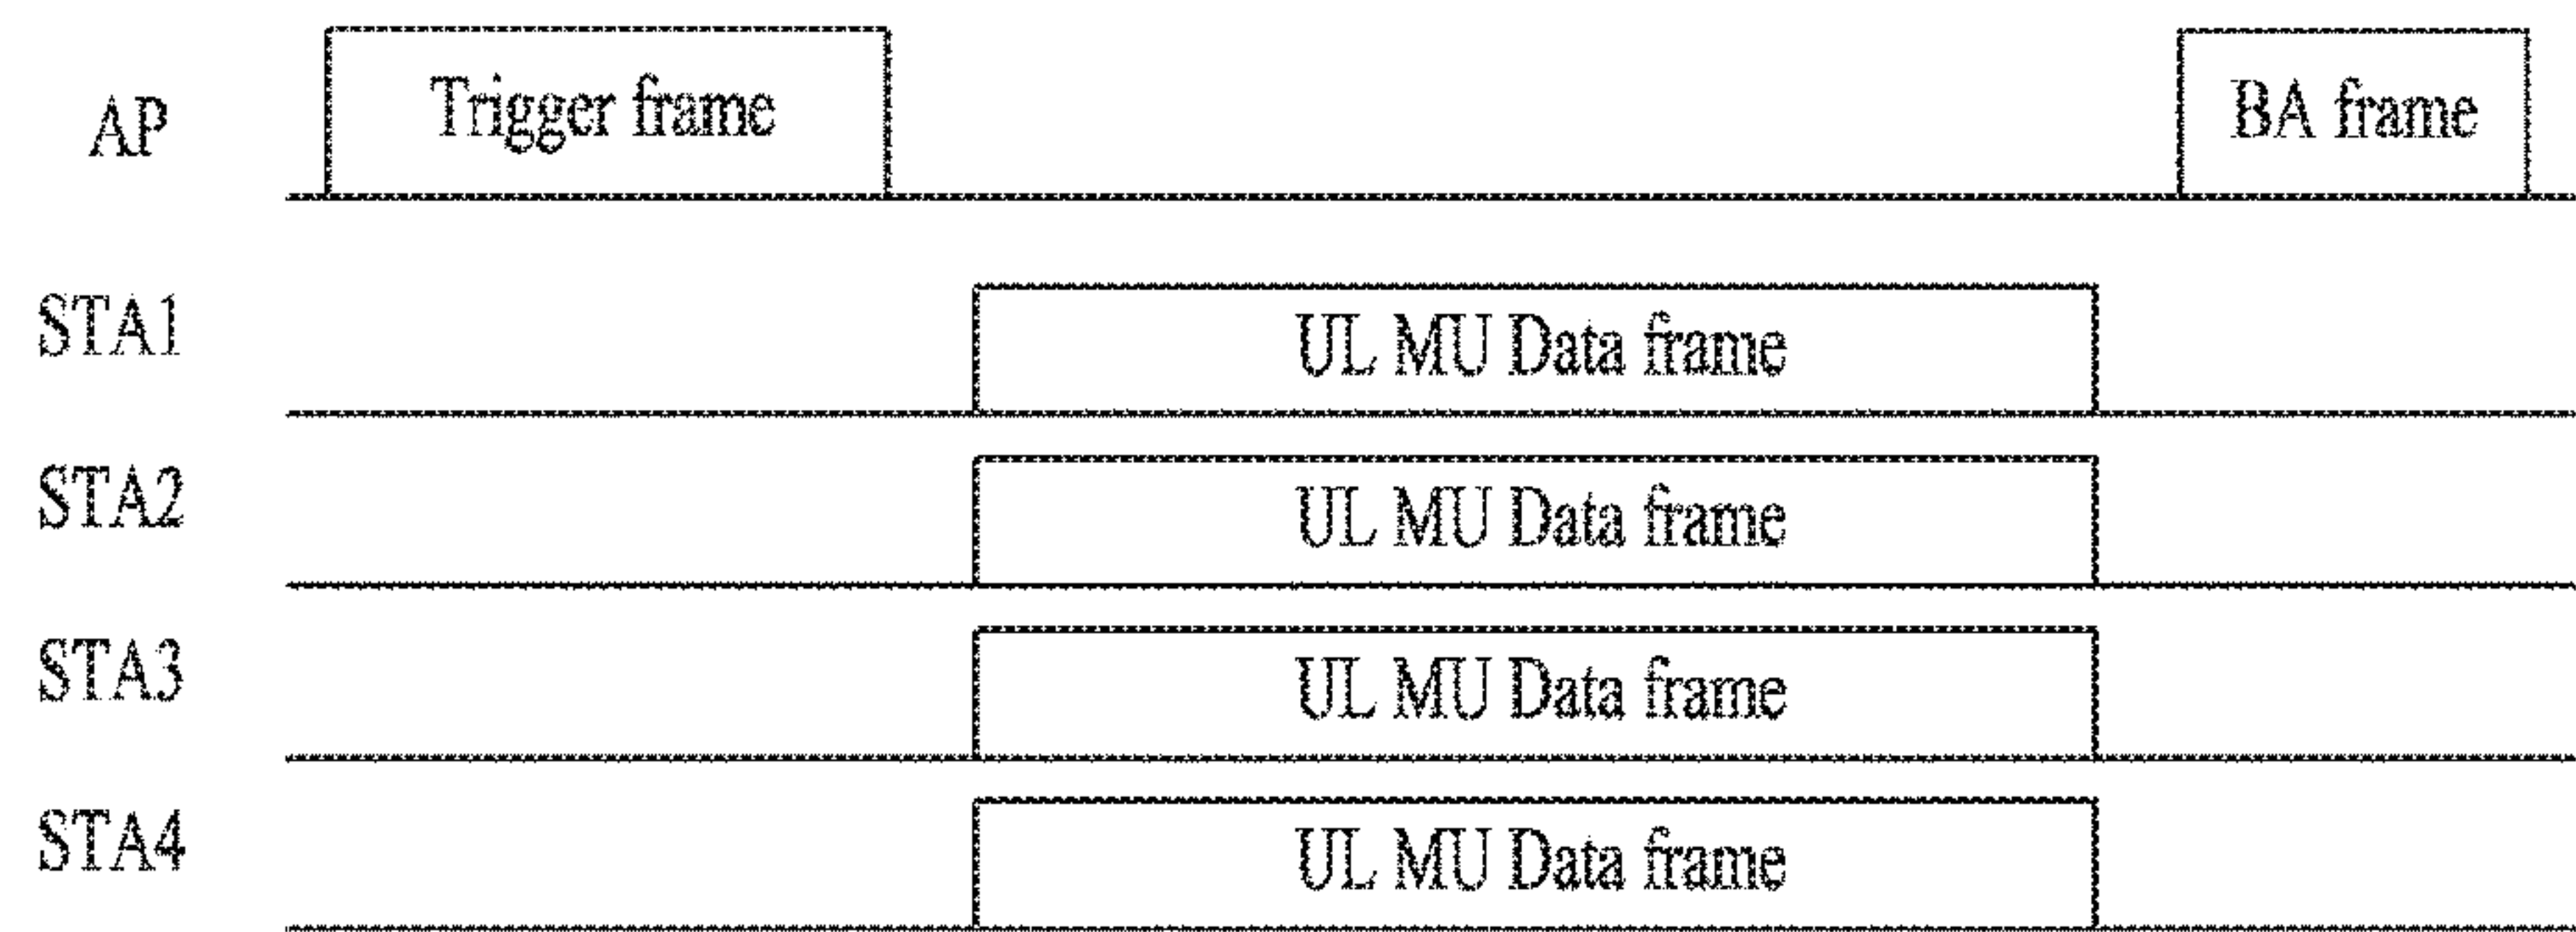 AP Trigger frame BA frame
STA1 UL MU Data frame
STA2 UL MU Data frame
STA3 UL MU Data frame
STA4 UL MU Data frame